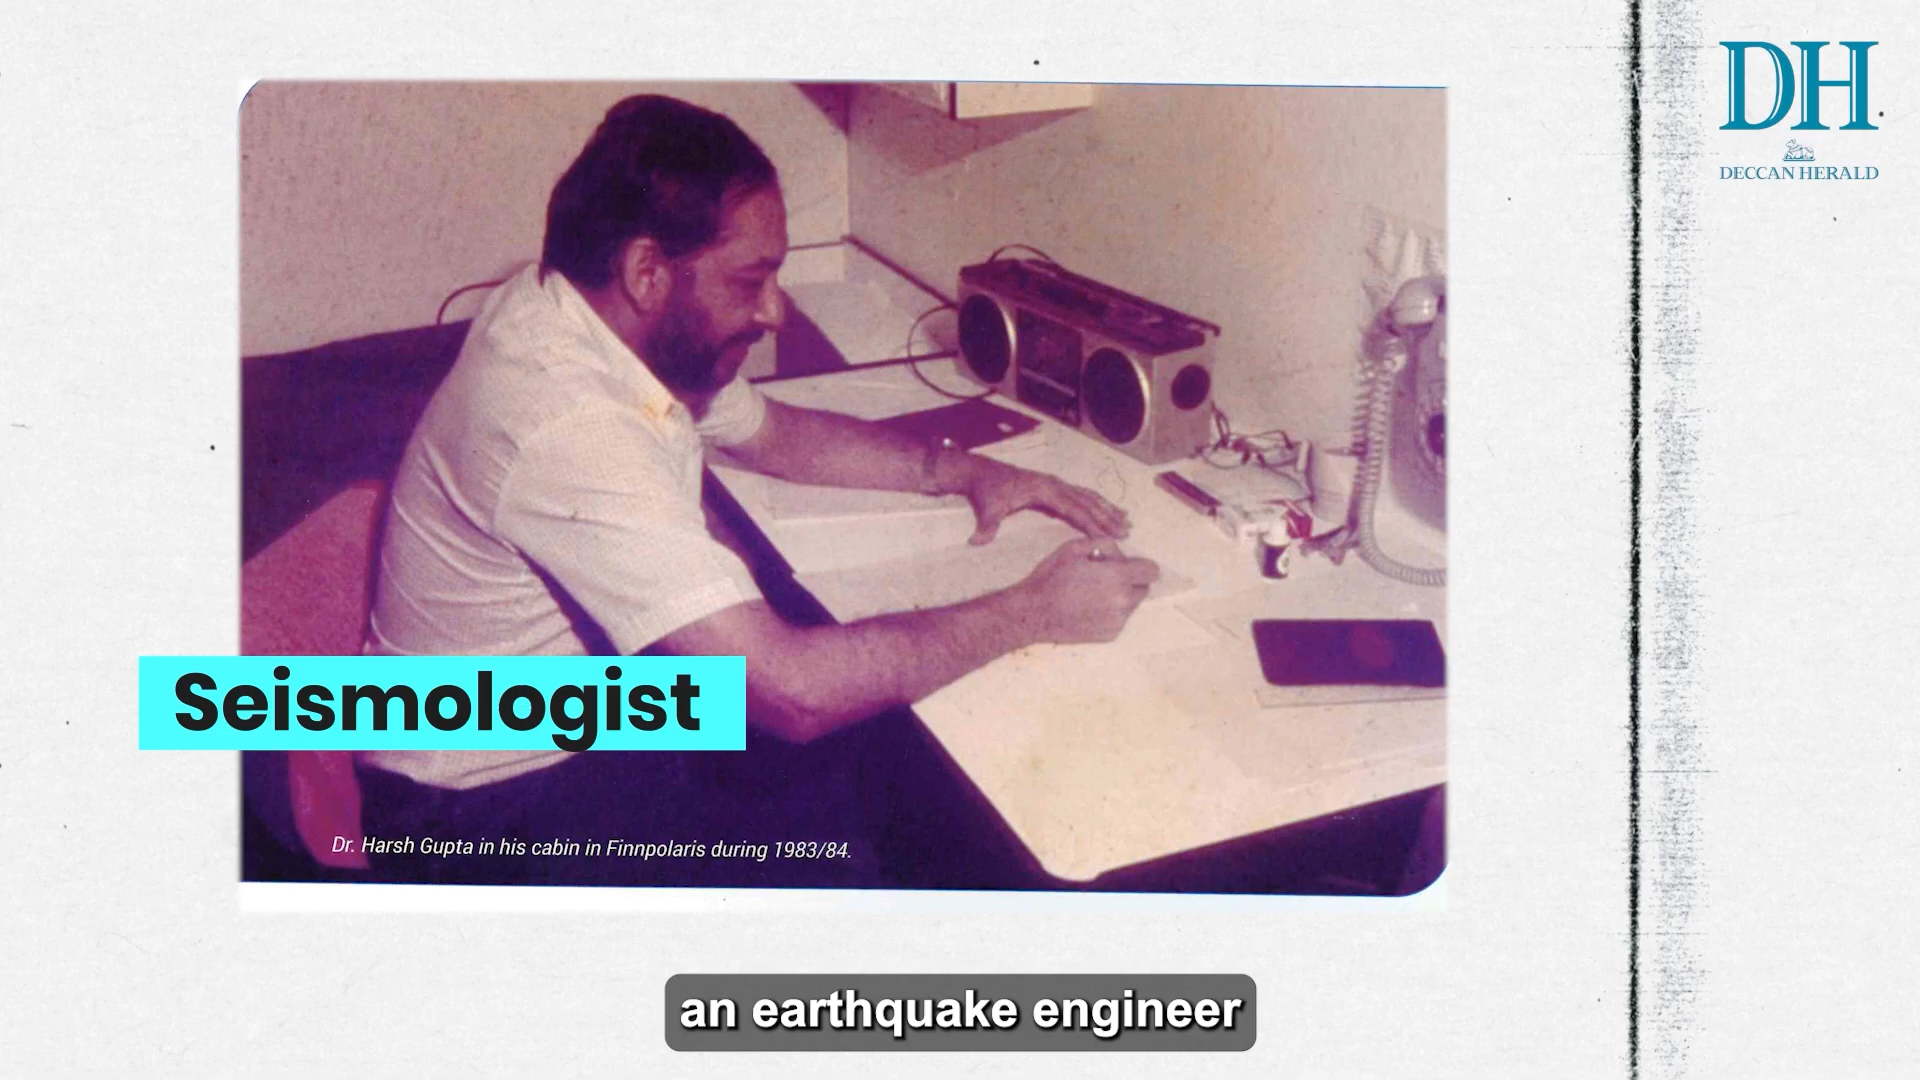 DH
DECCAN HERALD
Seismologist
Dr. Harsh Gupta in his cabin in Finnpolaris during 1983/84.
an earthquake engineer